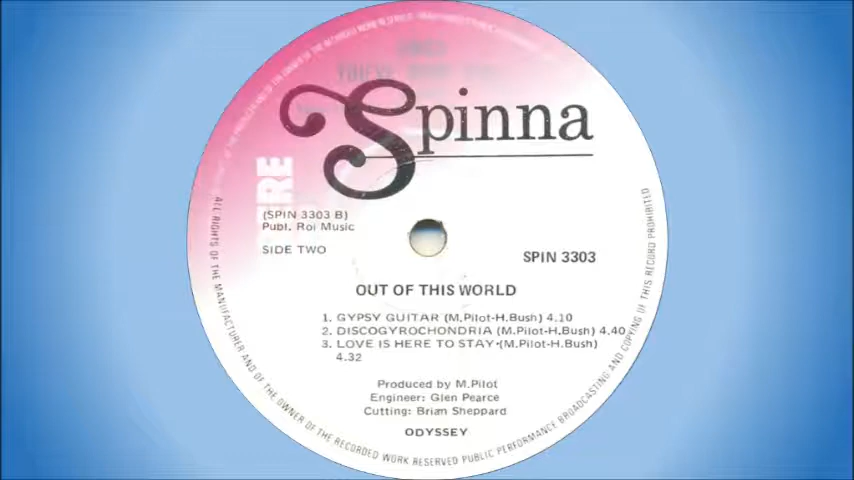 Spinna
(SPIN 3303 B)
Publ. Roi Music
SIDE TWO
SPIN 3303
OUT OF THIS WORLD
1. GYPSY GUITAR (M.Pilot-H.Bush) 4.10
2. DISCOGYROCHONDRIA (M.Pilot-H.Bush) 4.40
3. LOVE IS HERE TO STAY-(M.Pilot-H.Bush)
4.32
Produced by M.Pilot
Engineer: Glen Pearce
Cutting: Brian Sheppard
ODYSSEY
ALL RIGHTS OF THE MANUFACTURER AND OF THE OWNER OF THE RECORDED WORK RESERVED PUBLIC PERFORMANCE BROADCASTING AND COPYING OF THIS RECORD PROHIBITED